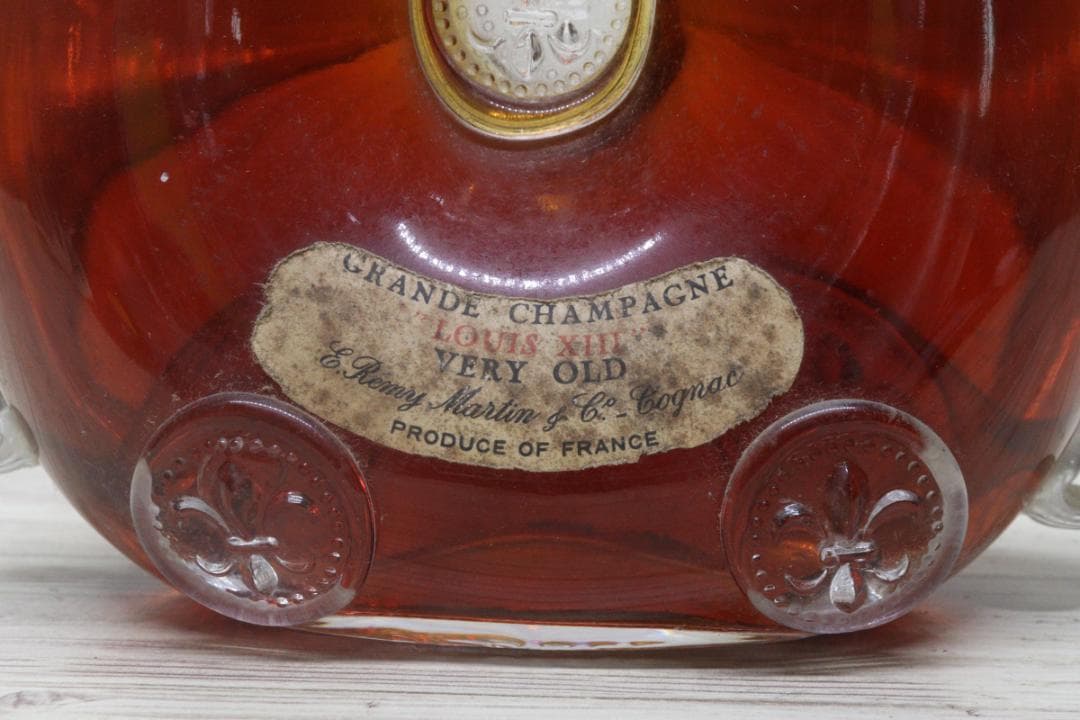 GRANDE CHAMPAGNE
"LOUIS XIII"
VERY OLD
E. Remy Martin & Cº. - Cognac
PRODUCE OF FRANCE